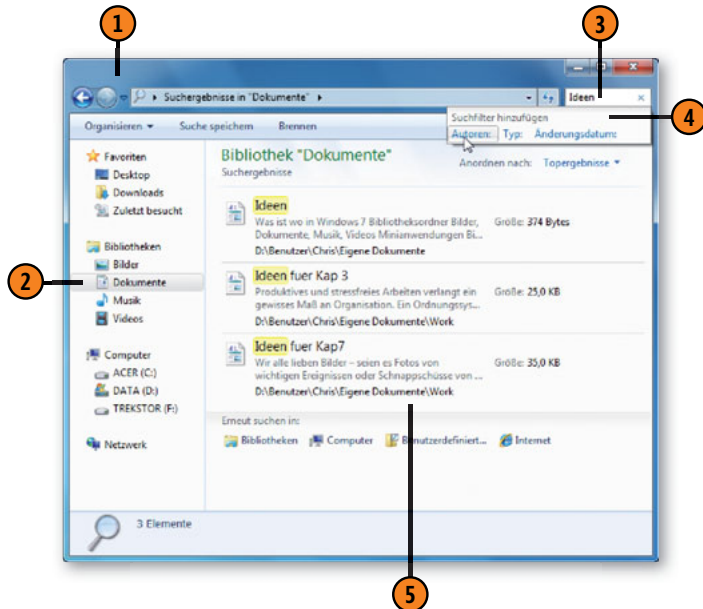 1
3
Suchergebnisse in "Dokumente"
Ideen
4
Suchfilter hinzufügen
Autoren: Typ: Änderungsdatum:
Organisieren Suche speichern Brennen
Favoriten
Desktop
Downloads
Zuletzt besucht
Bibliotheken
Bilder
2
Dokumente
Musik
Videos
Computer
ACER (C:)
DATA (D:)
TREKSTOR (F:)
Netzwerk
Bibliothek "Dokumente"
Suchergebnisse
Anordnen nach: Topergebnisse
Ideen
Was ist wo in Windows 7 Bibliotheksordner Bilder,
Dokumente, Musik, Videos Minianwendungen Bi...
D:\Benutzer\Chris\Eigene Dokumente
Größe: 374 Bytes
Ideen fuer Kap 3
Produktives und stressfreies Arbeiten verlangt ein
gewisses Maß an Organisation. Ein Ordnungssys...
D:\Benutzer\Chris\Eigene Dokumente\Work
Größe: 25,0 KB
Ideen fuer Kap7
Wir alle lieben Bilder – seien es Fotos von
wichtigen Ereignissen oder Schnappschüsse von ...
D:\Benutzer\Chris\Eigene Dokumente\Work
Größe: 35,0 KB
Erneut suchen in:
Bibliotheken Computer Benutzerdefiniert... Internet
3 Elemente
5